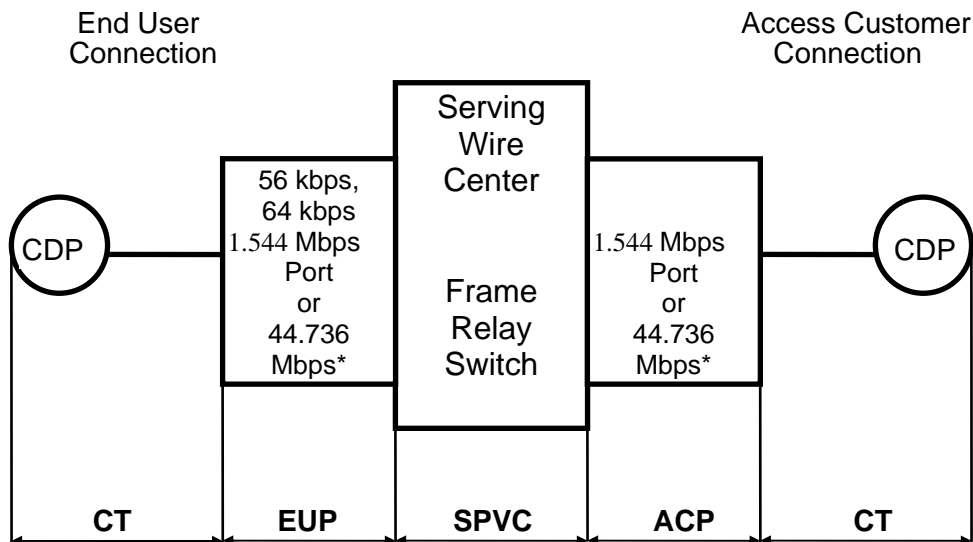 End User
Connection
Access Customer
Connection
Serving
Wire
Center
Frame
Relay
Switch
CDP
56 kbps,
64 kbps
1.544 Mbps
Port
or
44.736
Mbps*
1.544 Mbps
Port
or
44.736
Mbps*
CDP
CT
EUP
SPVC
ACP
CT